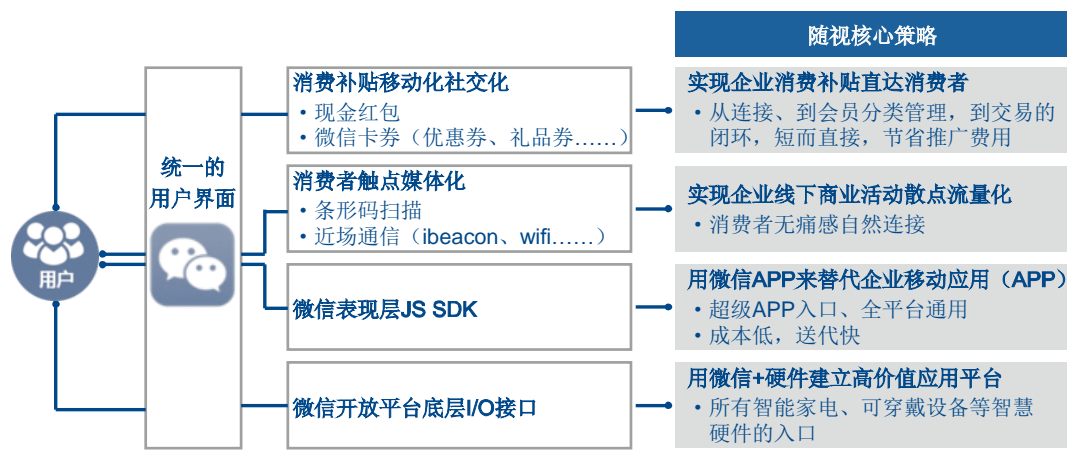 随视核心策略
消费补贴移动化社交化
• 现金红包
• 微信卡券（优惠券、礼品券……）
实现企业消费补贴直达消费者
• 从连接、到会员分类管理，到交易的
闭环，短而直接，节省推广费用
统一的
用户界面
用户
消费者触点媒体化
• 条形码扫描
• 近场通信（ibeacon、wifi……）
实现企业线下商业活动散点流量化
• 消费者无痛感自然连接
微信表现层JS SDK
用微信APP来替代企业移动应用（APP）
• 超级APP入口、全平台通用
• 成本低，送代快
微信开放平台底层I/O接口
用微信+硬件建立高价值应用平台
• 所有智能家电、可穿戴设备等智慧
硬件的入口